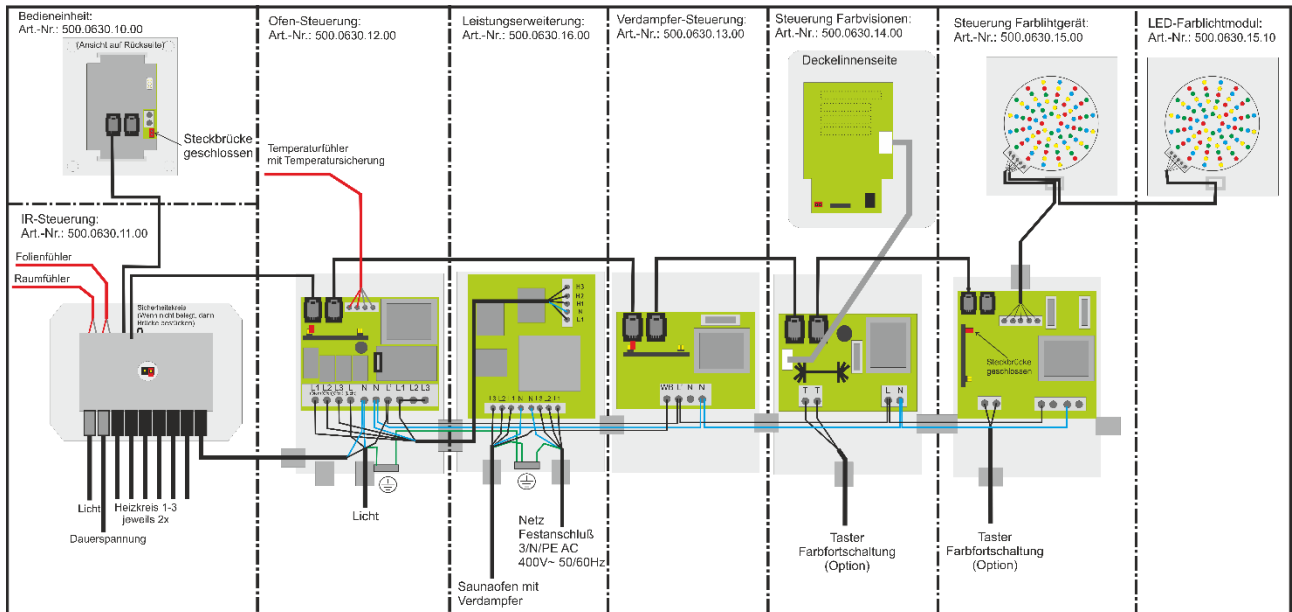 Bedieneinheit:
Art.-Nr.: 500.0630.10.00
(Ansicht auf Rückseite)
Steckbrücke
geschlossen
IR-Steuerung:
Art.-Nr.: 500.0630.11.00
Folienfühler
Raumfühler
Sicherheitskreis
(Wenn nicht belegt, dann
Brücke bestücken)
Licht
Heizkreis 1-3
jeweils 2x
Dauerspannung
Ofen-Steuerung:
Art.-Nr.: 500.0630.12.00
Temperaturfühler
mit Temperatursicherung
L1 L2 L3 L N N L' L1 L2 L3
Licht
Leistungserweiterung:
Art.-Nr.: 500.0630.16.00
H3
H2
H1
N
L1
Netz
Festanschluß
3/N/PE AC
400V~ 50/60Hz
Saunaofen mit
Verdampfer
Verdampfer-Steuerung:
Art.-Nr.: 500.0630.13.00
WB L' N N
Steuerung Farbvisionen:
Art.-Nr.: 500.0630.14.00
Deckelinnenseite
T T
L N
Taster
Farbfortschaltung
(Option)
Steuerung Farblihtgerät:
Art.-Nr.: 500.0630.15.00
Steckbrücke
geschlossen
Taster
Farbfortschaltung
(Option)
LED-Farblichtmodul:
Art.-Nr.: 500.0630.15.10